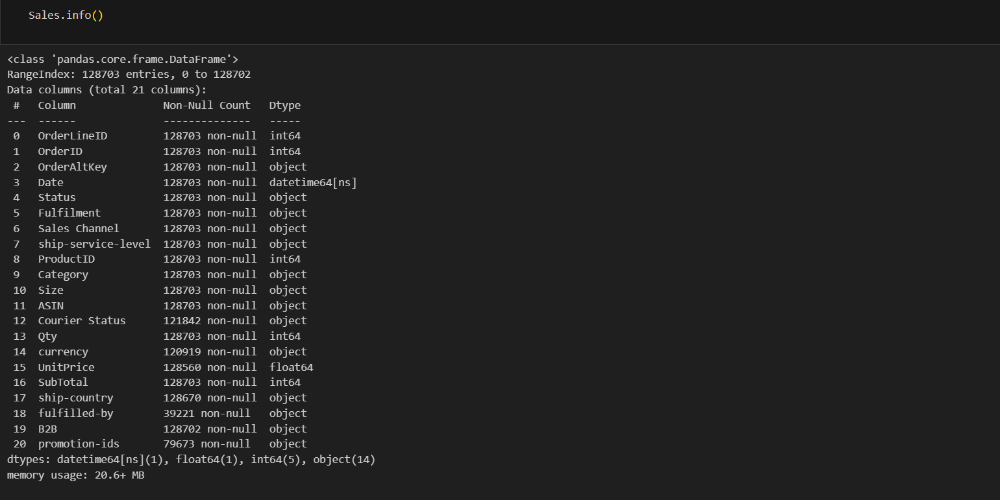 Sales.info()
<class 'pandas.core.frame.DataFrame'>
RangeIndex: 128703 entries, 0 to 128702
Data columns (total 21 columns):
 #   Column              Non-Null Count   Dtype
---  ------              --------------   -----
 0   OrderLineID         128703 non-null  int64
 1   OrderID             128703 non-null  int64
 2   OrderAltKey         128703 non-null  object
 3   Date                128703 non-null  datetime64[ns]
 4   Status              128703 non-null  object
 5   Fulfilment          128703 non-null  object
 6   Sales Channel       128703 non-null  object
 7   ship-service-level  128703 non-null  object
 8   ProductID           128703 non-null  int64
 9   Category            128703 non-null  object
 10  Size                128703 non-null  object
 11  ASIN                128703 non-null  object
 12  Courier Status      121842 non-null  object
 13  Qty                 128703 non-null  int64
 14  currency            120919 non-null  object
 15  UnitPrice           128560 non-null  float64
 16  SubTotal            128703 non-null  int64
 17  ship-country        128670 non-null  object
 18  fulfilled-by        39221 non-null   object
 19  B2B                 128702 non-null  object
 20  promotion-ids       79673 non-null   object
dtypes: datetime64[ns](1), float64(1), int64(5), object(14)
memory usage: 20.6+ MB